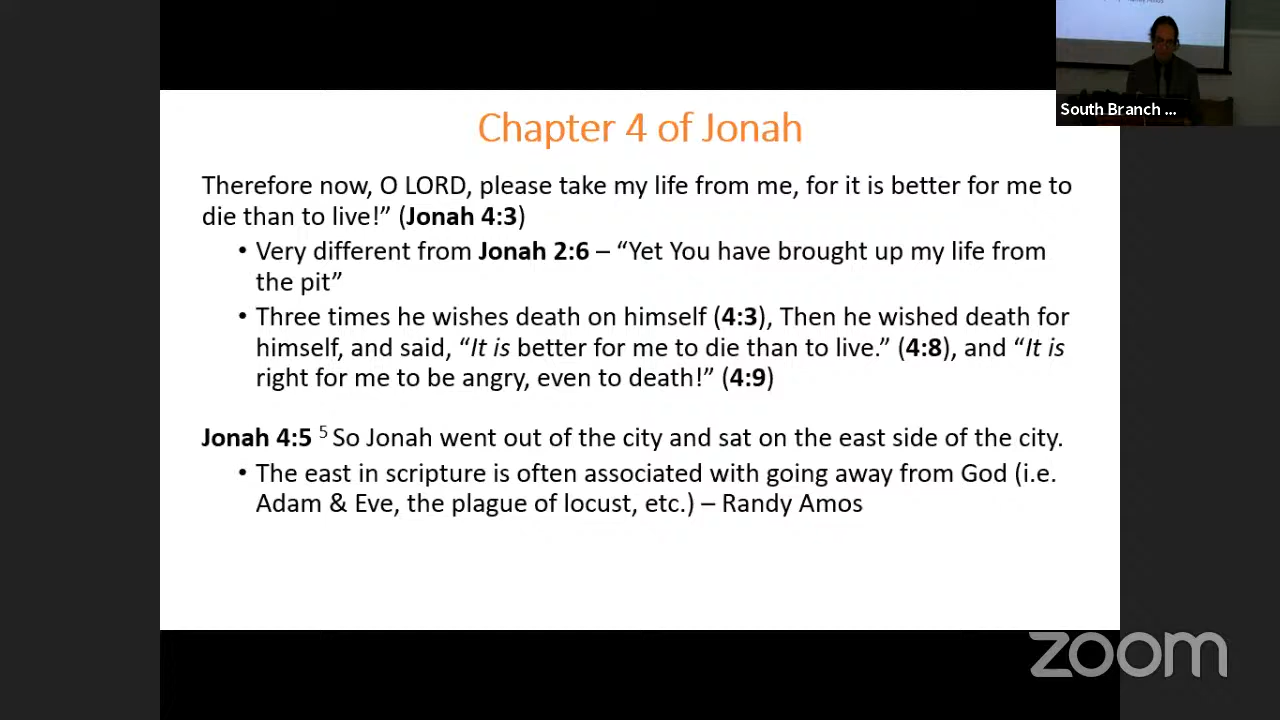 South Branch ...
Chapter 4 of Jonah
Therefore now, O LORD, please take my life from me, for it is better for me to
die than to live!” (Jonah 4:3)
• Very different from Jonah 2:6 – “Yet You have brought up my life from
the pit”
• Three times he wishes death on himself (4:3), Then he wished death for
himself, and said, “It is better for me to die than to live.” (4:8), and “It is
right for me to be angry, even to death!” (4:9)
Jonah 4:5 ⁵ So Jonah went out of the city and sat on the east side of the city.
• The east in scripture is often associated with going away from God (i.e.
Adam & Eve, the plague of locust, etc.) – Randy Amos
zoom